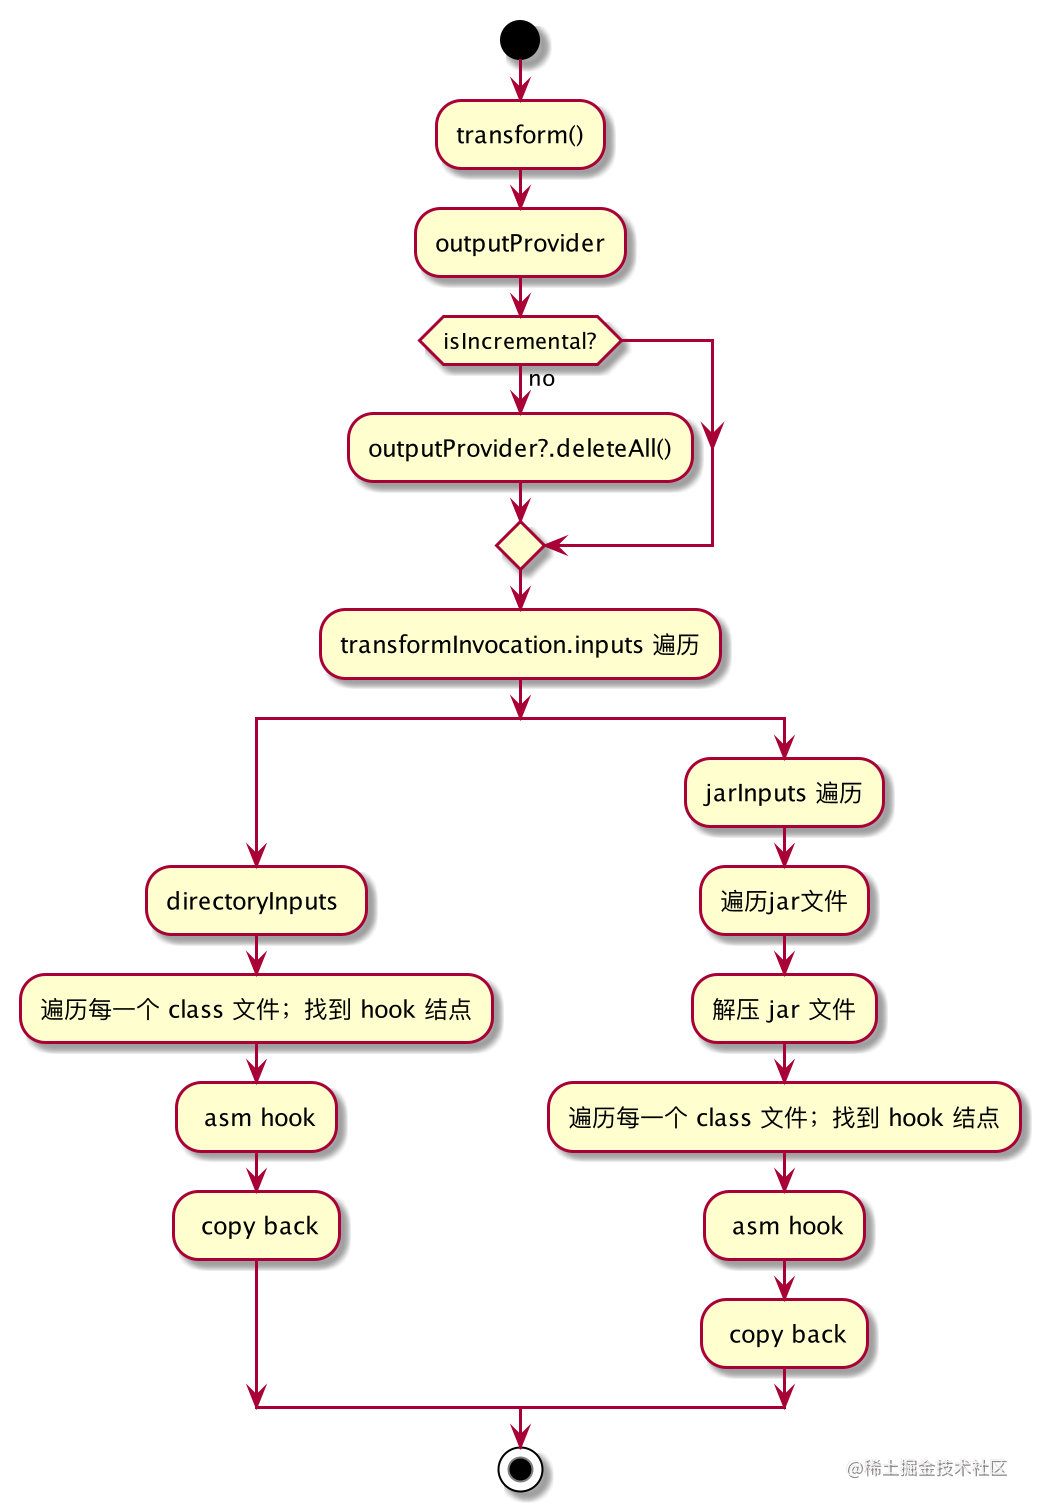 transform()
outputProvider
isIncremental?
no
outputProvider?.deleteAll()
transformInvocation.inputs 遍历
directoryInputs
遍历每一个 class 文件；找到 hook 结点
asm hook
copy back
jarInputs 遍历
遍历jar文件
解压 jar 文件
遍历每一个 class 文件；找到 hook 结点
asm hook
copy back
@稀土掘金技术社区